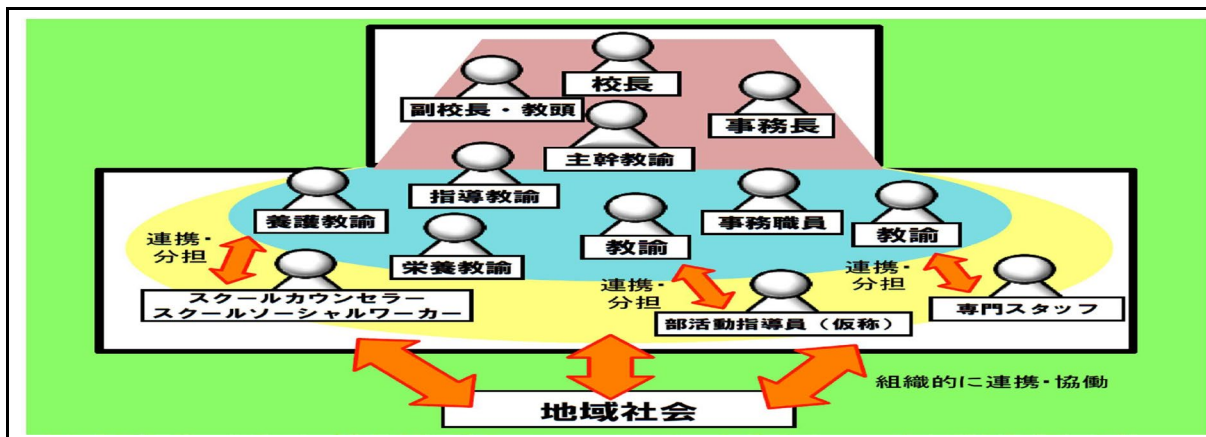 校長
副校長・教頭
事務長
主幹教諭
指導教諭
養護教諭
事務職員
教諭
教諭
栄養教諭
連携・
分担
連携・
分担
連携・
分担
スクールカウンセラー
スクールソーシャルワーカー
部活動指導員（仮称）
専門スタッフ
組織的に連携・協働
地域社会